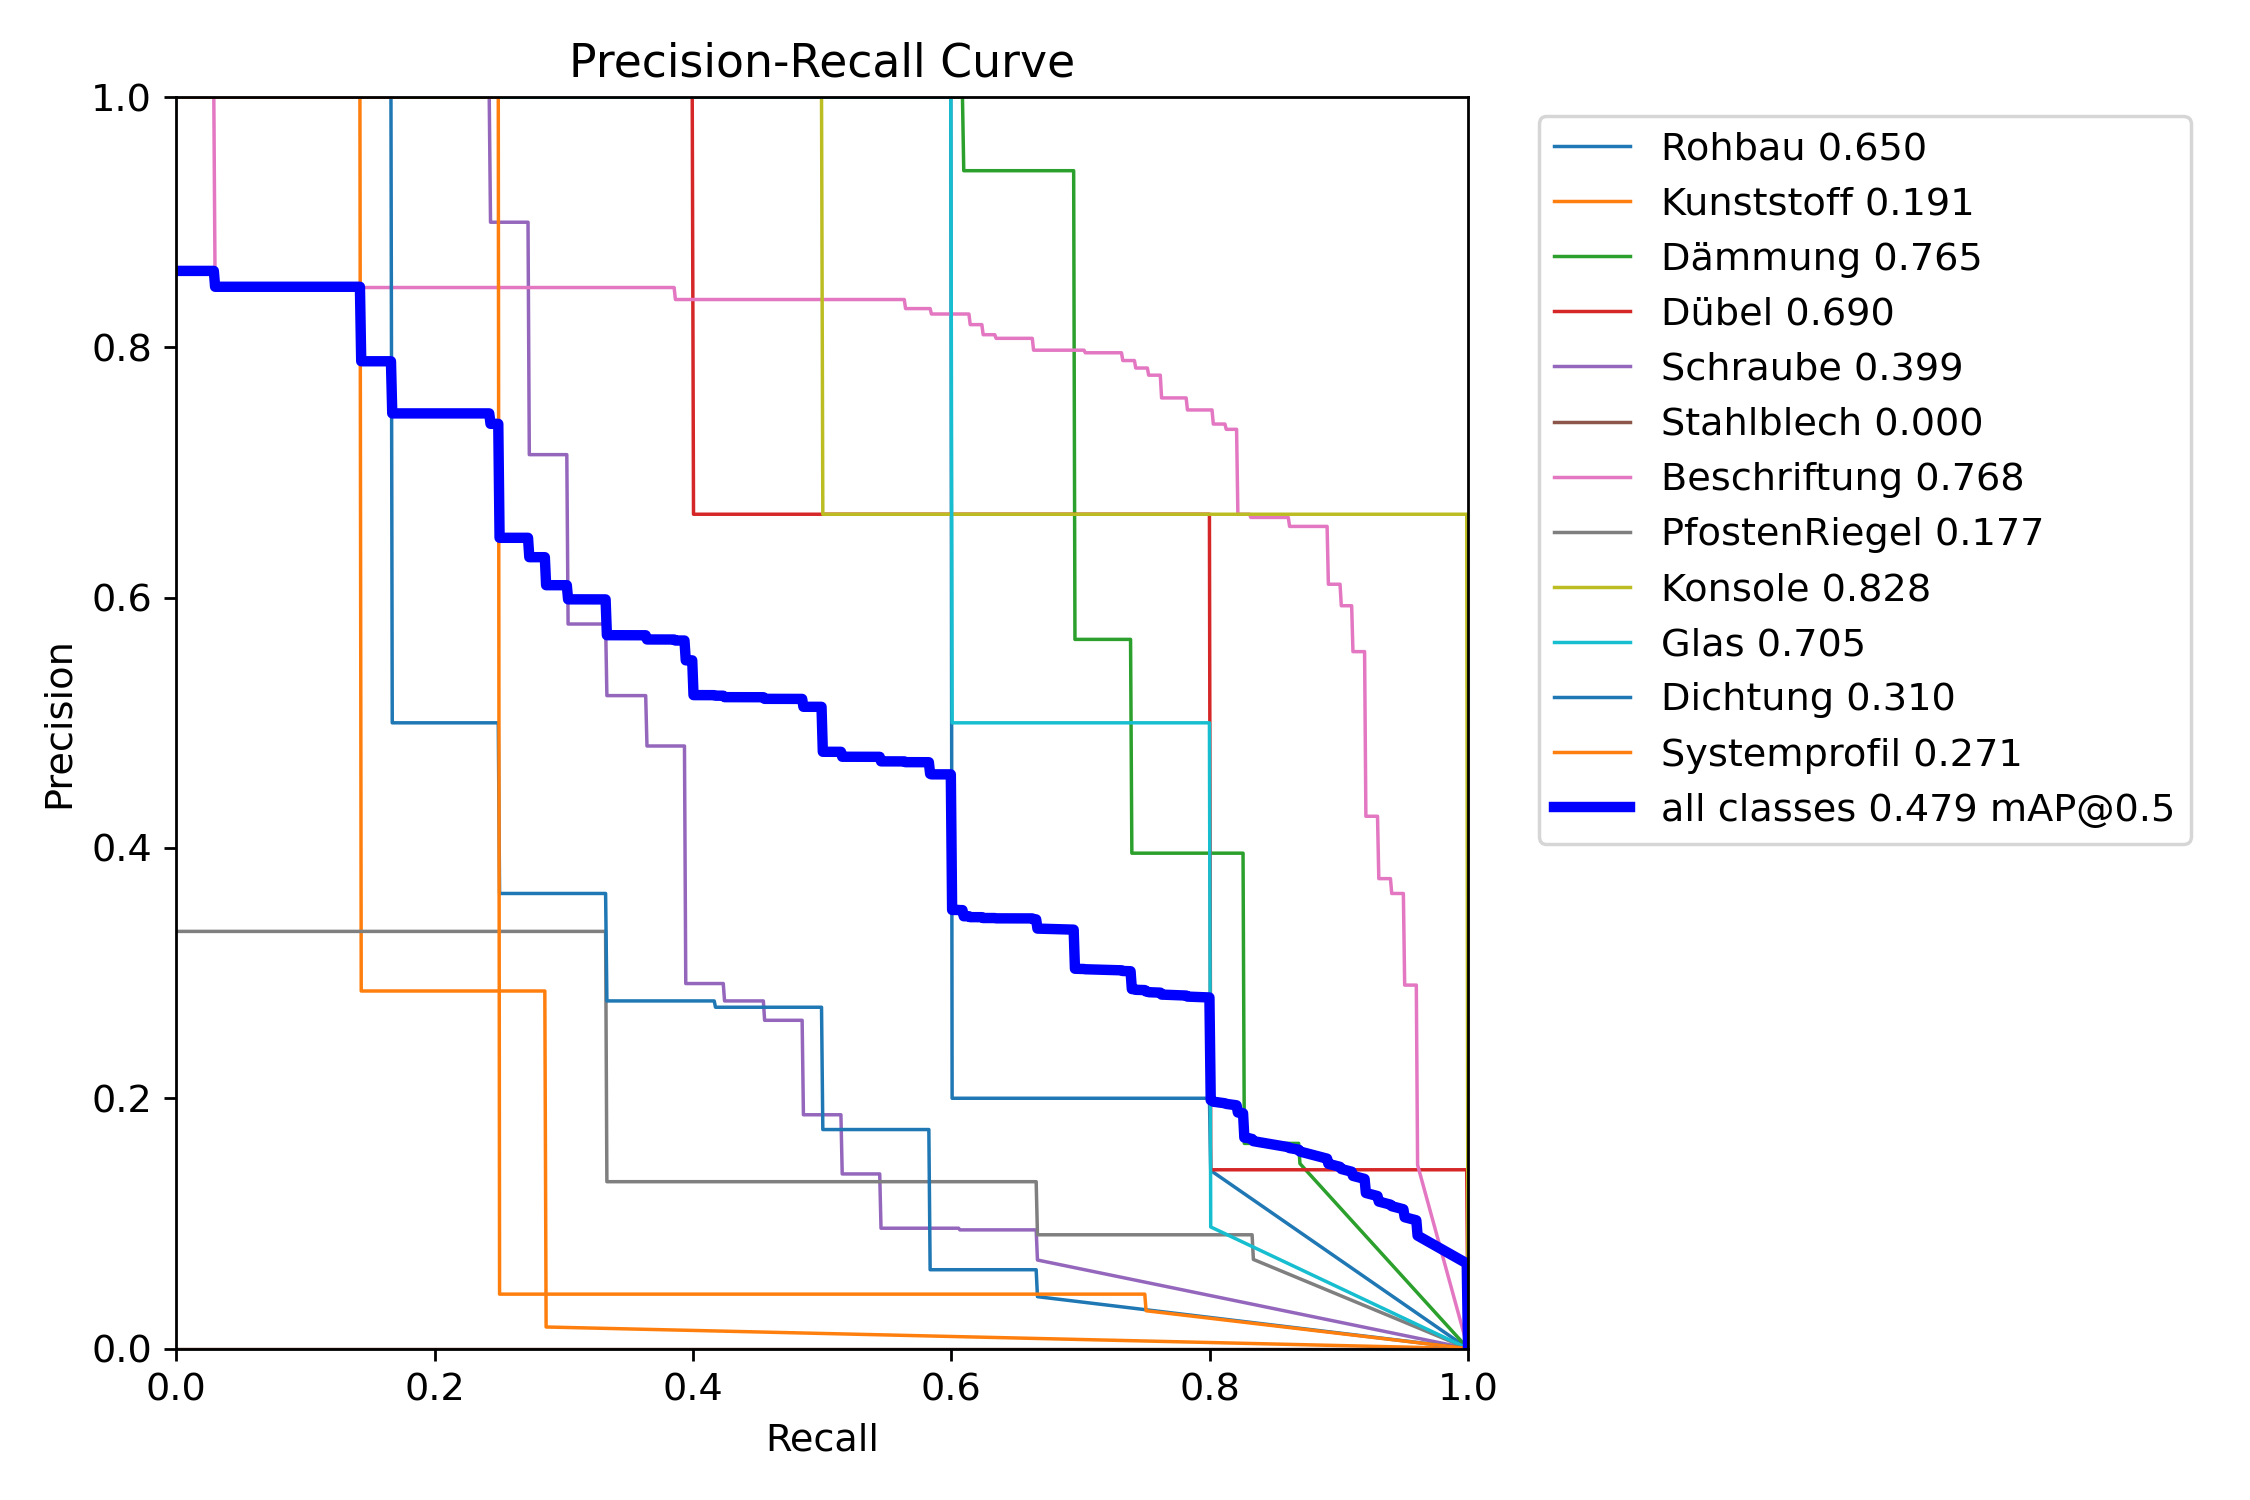 Precision-Recall Curve
1.0
0.8
0.6
0.4
0.2
0.0
Precision
0.0 0.2 0.4 0.6 0.8 1.0
Recall
Rohbau 0.650
Kunststoff 0.191
Dämmung 0.765
Dübel 0.690
Schraube 0.399
Stahlblech 0.000
Beschriftung 0.768
PfostenRiegel 0.177
Konsole 0.828
Glas 0.705
Dichtung 0.310
Systemprofil 0.271
all classes 0.479 mAP@0.5